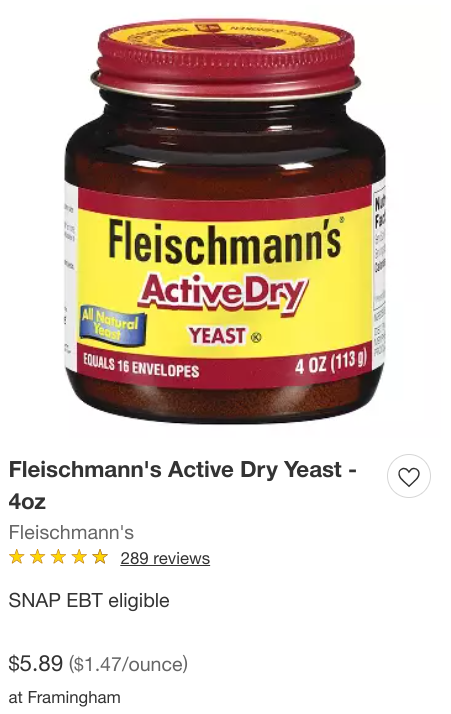 Fleischmann's®
ActiveDry
YEAST
All Natural
Yeast
EQUALS 16 ENVELOPES
4 OZ (113 g)
Fleischmann's Active Dry Yeast -
4oz
Fleischmann's
289 reviews
SNAP EBT eligible
$5.89 ($1.47/ounce)
at Framingham